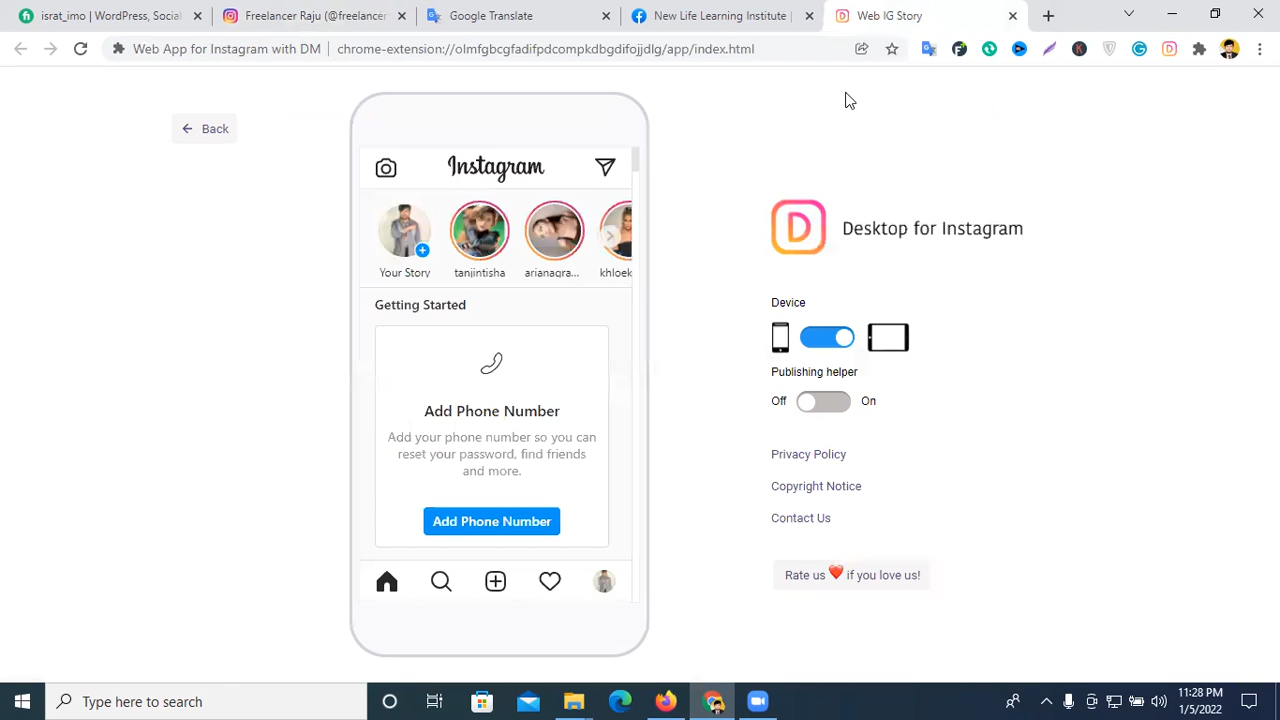 israt_imo | WordPress, Social
Freelancer Raju (@freelancer
Google Translate
New Life Learning Institute |
Web IG Story
Web App for Instagram with DM
chrome-extension://olmfgbcgfadifpdcompkdbgdifojjdlg/app/index.html
Back
Instagram
Your Story
tanjintisha
arianagra...
khloek
Getting Started
Add Phone Number
Add your phone number so you can
reset your password, find friends
and more.
Add Phone Number
D Desktop for Instagram
Device
Publishing helper
Off On
Privacy Policy
Copyright Notice
Contact Us
Rate us ❤️ if you love us!
Type here to search
11:28 PM
1/5/2022